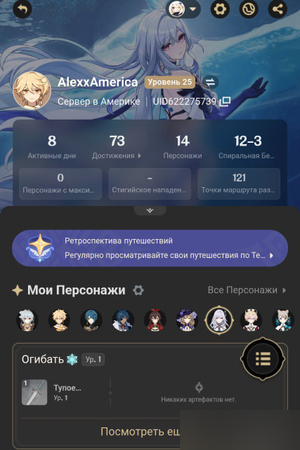 AlexxAmerica Уровень 25
Сервер в Америке | UID622275739
8 73 14 12-3
Активные дни Достижения Персонажи Спиральная Бе...
0 - 121
Персонажи с макси... Стигийское нападен... Точки маршрута раз...
Ретроспектива путешествий
Регулярно просматривайте свои путешествия по Те...
Мои Персонажи Все Персонажи
Огибать Ур. 1
1
Тупое...
Ур. 1
Никаких артефактов нет.
Посмотреть ещ